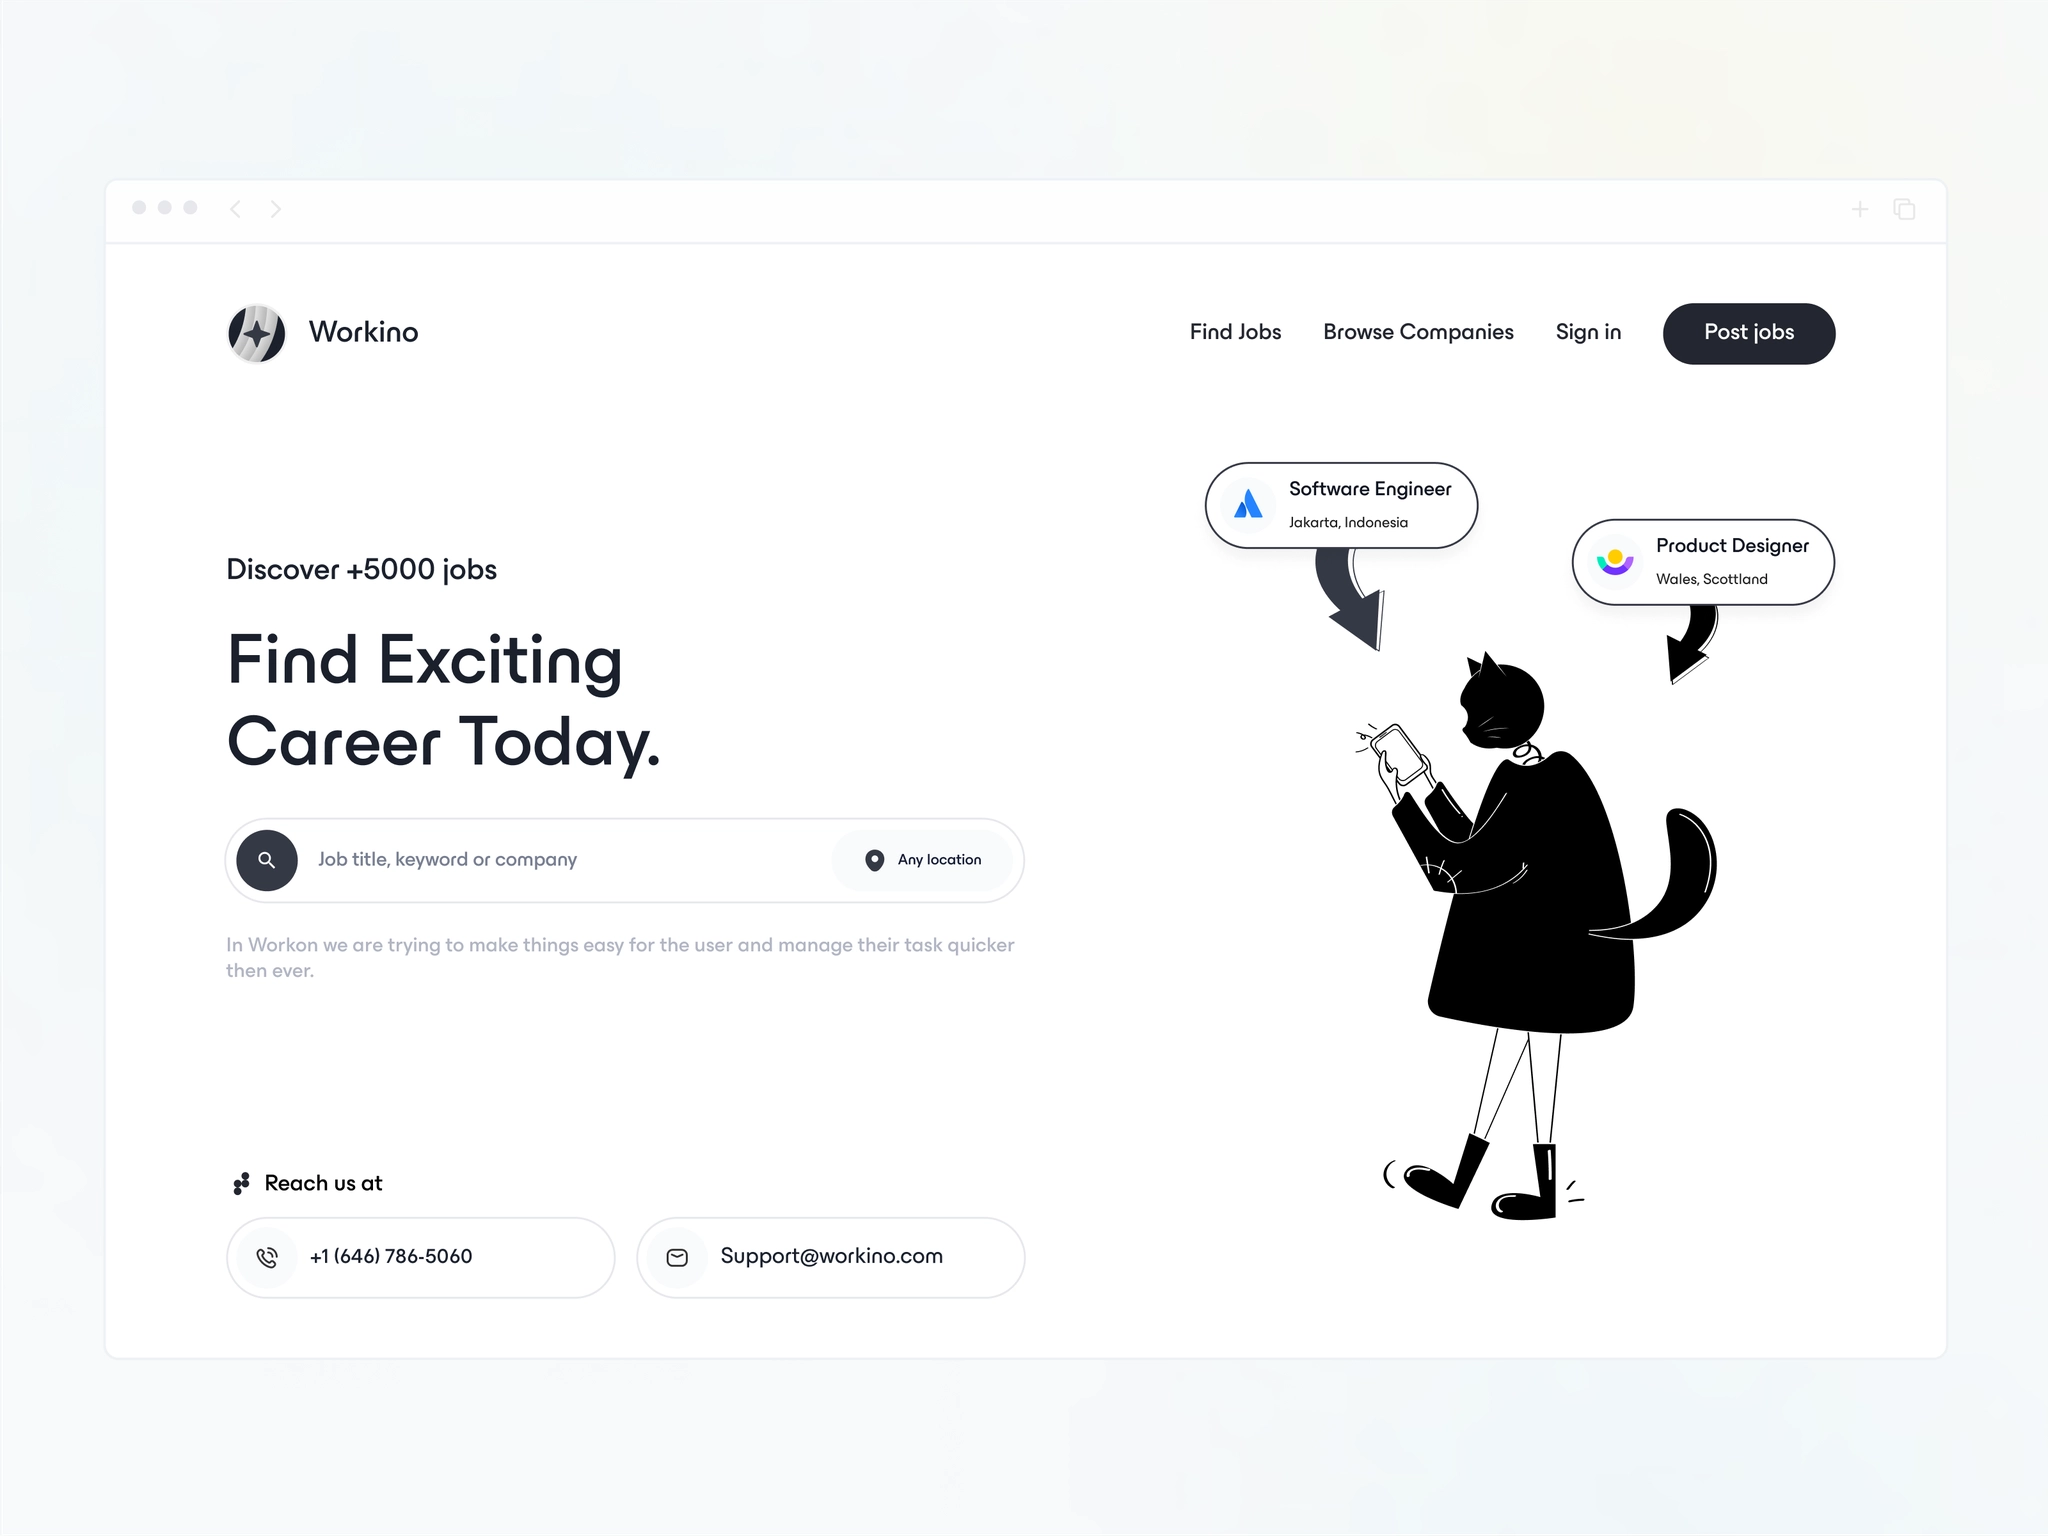 Workino
Find Jobs
Browse Companies
Sign in
Post jobs
Software Engineer
Jakarta, Indonesia
Product Designer
Wales, Scottland
Discover +5000 jobs
Find Exciting
Career Today.
Job title, keyword or company
Any location
In Workon we are trying to make things easy for the user and manage their task quicker
then ever.
Reach us at
+1 (646) 786-5060
Support@workino.com